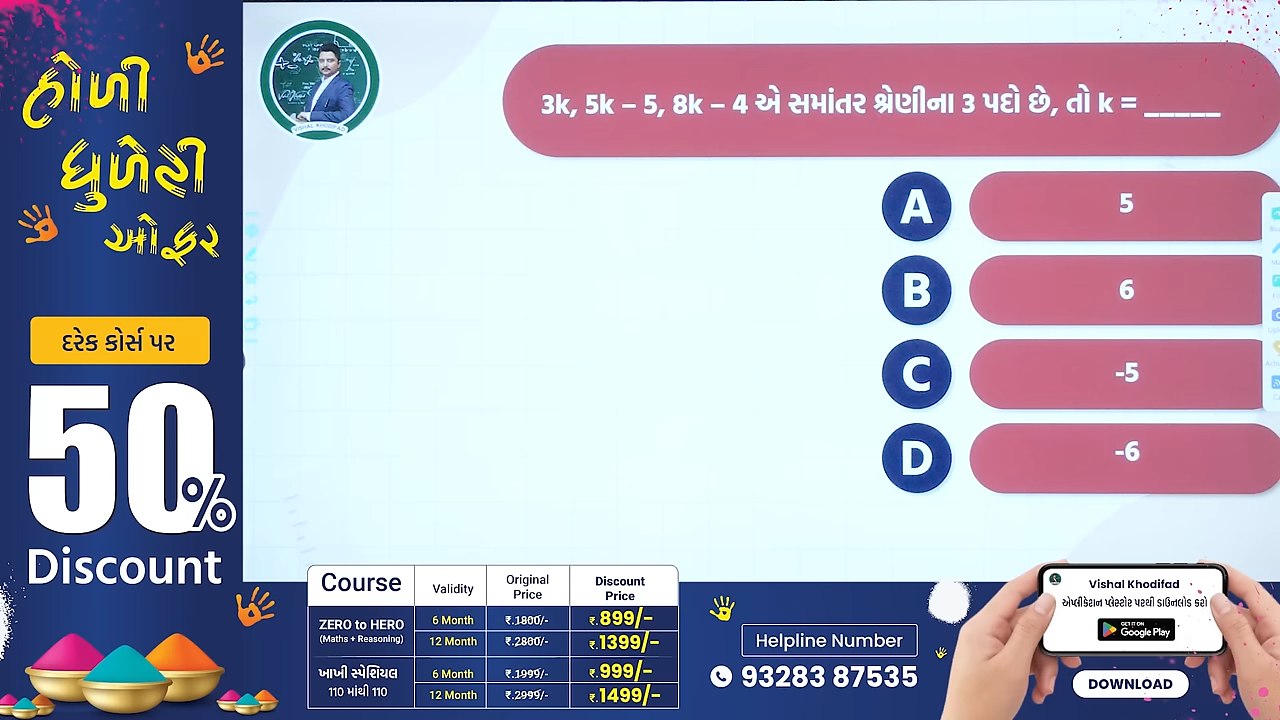 હોળી
ધુળેટી
ઓફર
દરેક કોર્સ પર
50%
Discount
VISHAL KHODIFAD
3k, 5k – 5, 8k – 4 એ સમાંતર શ્રેણીના 3 પદો છે, તો k = _____
A 5
B 6
C -5
D -6
Course Validity Original Price Discount Price
ZERO to HERO (Maths + Reasoning) 6 Month ₹.1800/- ₹.899/-
12 Month ₹.2800/- ₹.1399/-
ખાખી સ્પેશિયલ 110 માંથી 110 6 Month ₹.1999/- ₹.999/-
12 Month ₹.2999/- ₹.1499/-
Helpline Number
93283 87535
Vishal Khodifad
એપ્લીકેશન પ્લેસ્ટોર પરથી ડાઉનલોડ કરો
GET IT ON
Google Play
DOWNLOAD